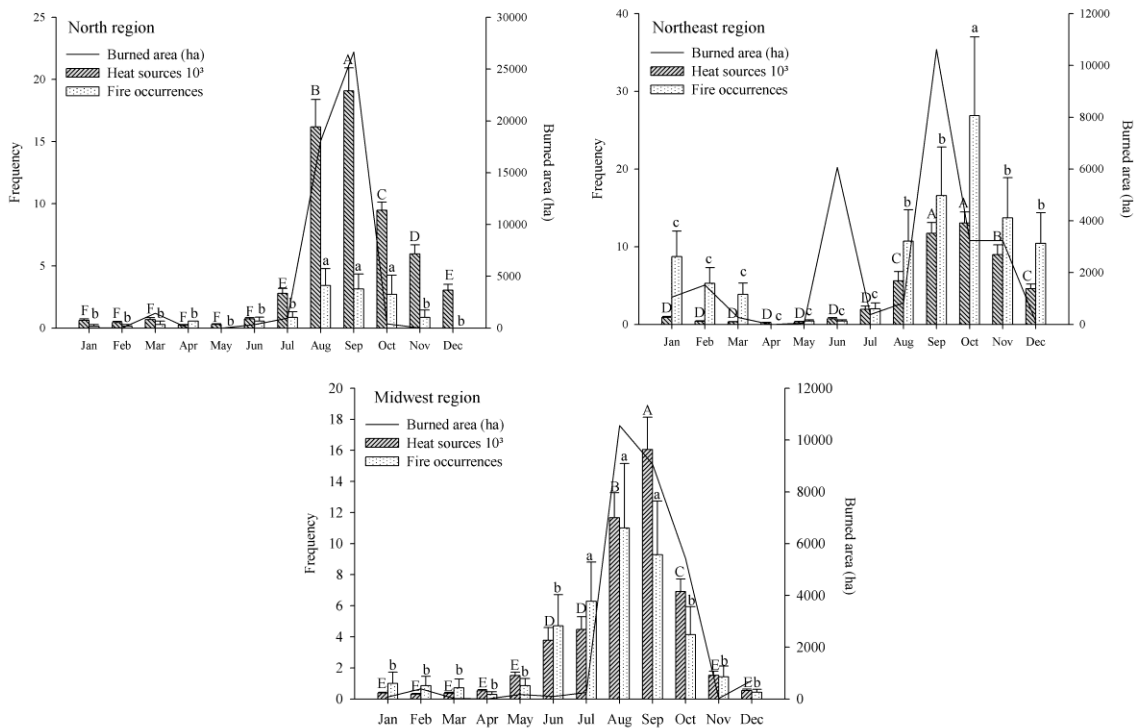 North region
Burned area (ha)
Heat sources 10³
Fire occurrences
Frequency
25
20
15
10
5
0
F b F b F b F b F b F b E b B a A a C a D b E b
Jan Feb Mar Apr May Jun Jul Aug Sep Oct Nov Dec
30000
25000
20000
15000
10000
5000
0
Burned area (ha)
Northeast region
Burned area (ha)
Heat sources 10³
Fire occurrences
Frequency
40
30
20
10
0
D c D c D c D c D c D c D c C b A b A a B b C b
Jan Feb Mar Apr May Jun Jul Aug Sep Oct Nov Dec
12000
10000
8000
6000
4000
2000
0
Burned area (ha)
Midwest region
Burned area (ha)
Heat sources 10³
Fire occurrences
Frequency
20
18
16
14
12
10
8
6
4
2
0
E b E b E b E b E b D b D a B a A a C b E b E b
Jan Feb Mar Apr May Jun Jul Aug Sep Oct Nov Dec
12000
10000
8000
6000
4000
2000
0
Burned area (ha)